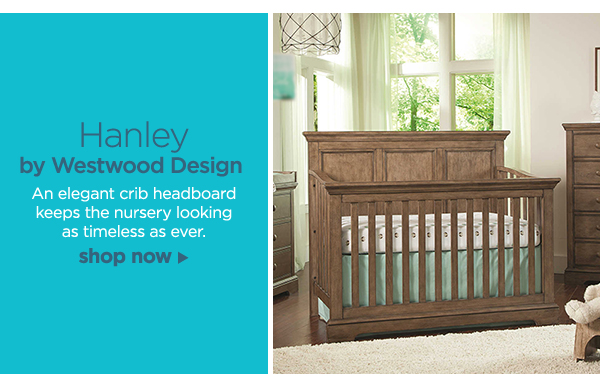 Hanley
by Westwood Design
An elegant crib headboard
keeps the nursery looking
as timeless as ever.
shop now